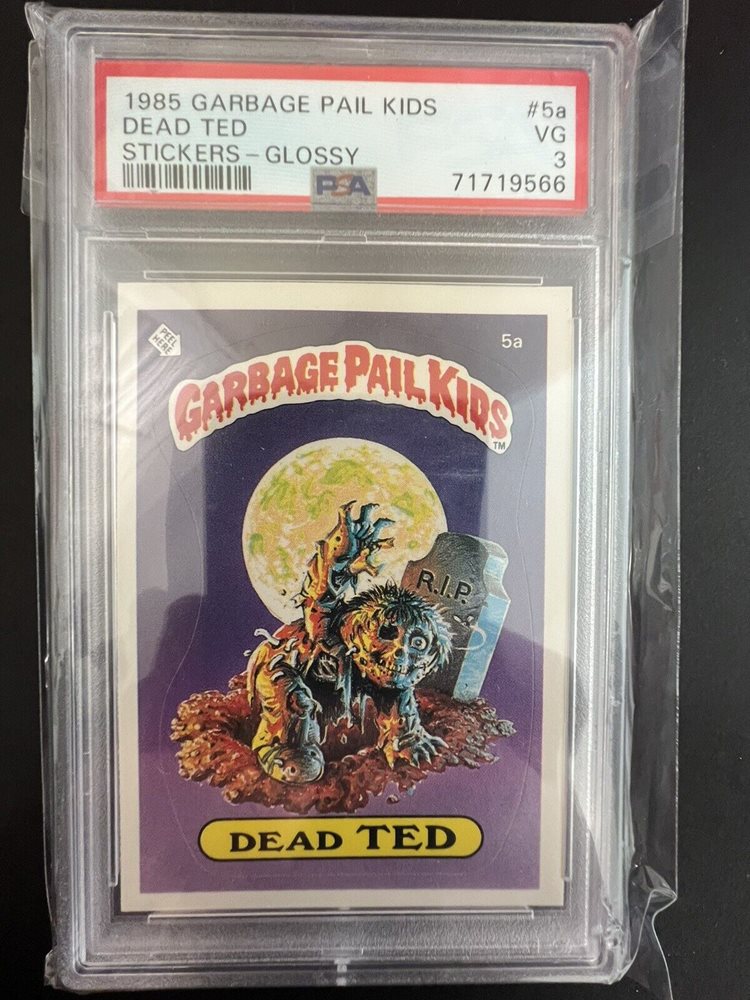 1985 GARBAGE PAIL KIDS #5a
DEAD TED VG
STICKERS - GLOSSY 3
PSA 71719566
PEEL HERE
5a
GARBAGE PAIL KIDS
TM
R.I.P.
DEAD TED